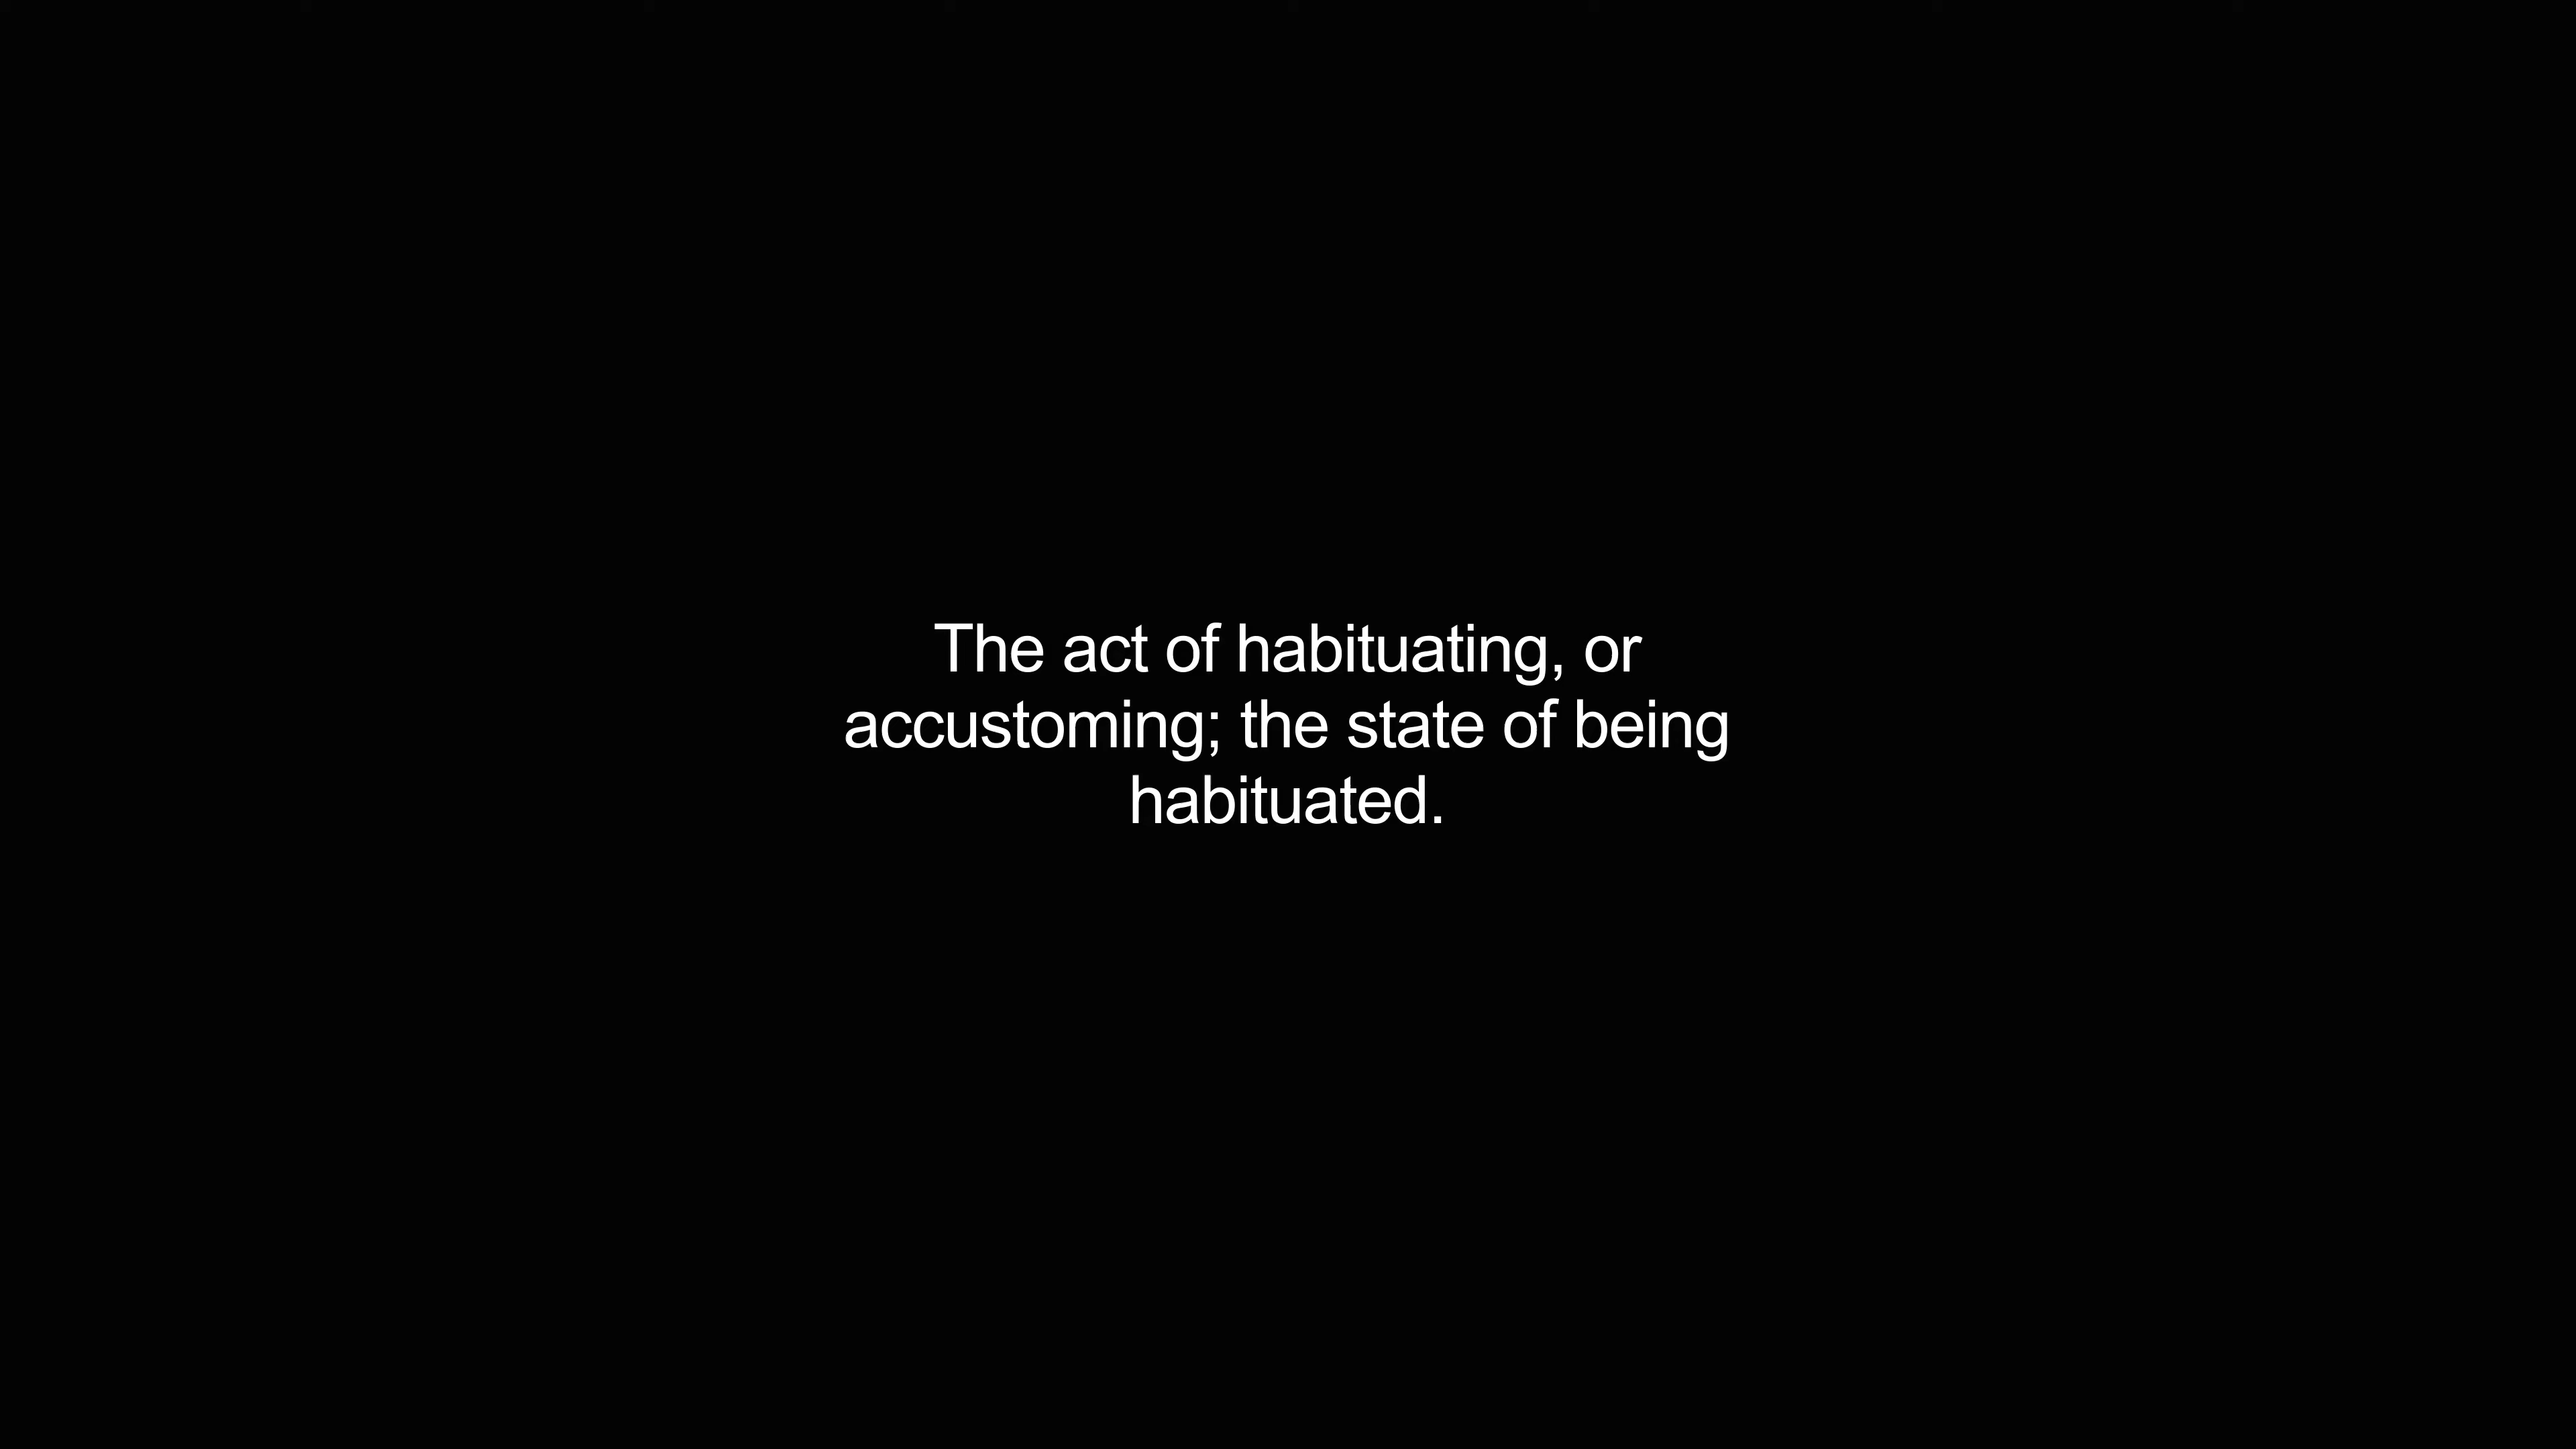 The act of habituating, or
accustoming; the state of being
habituated.